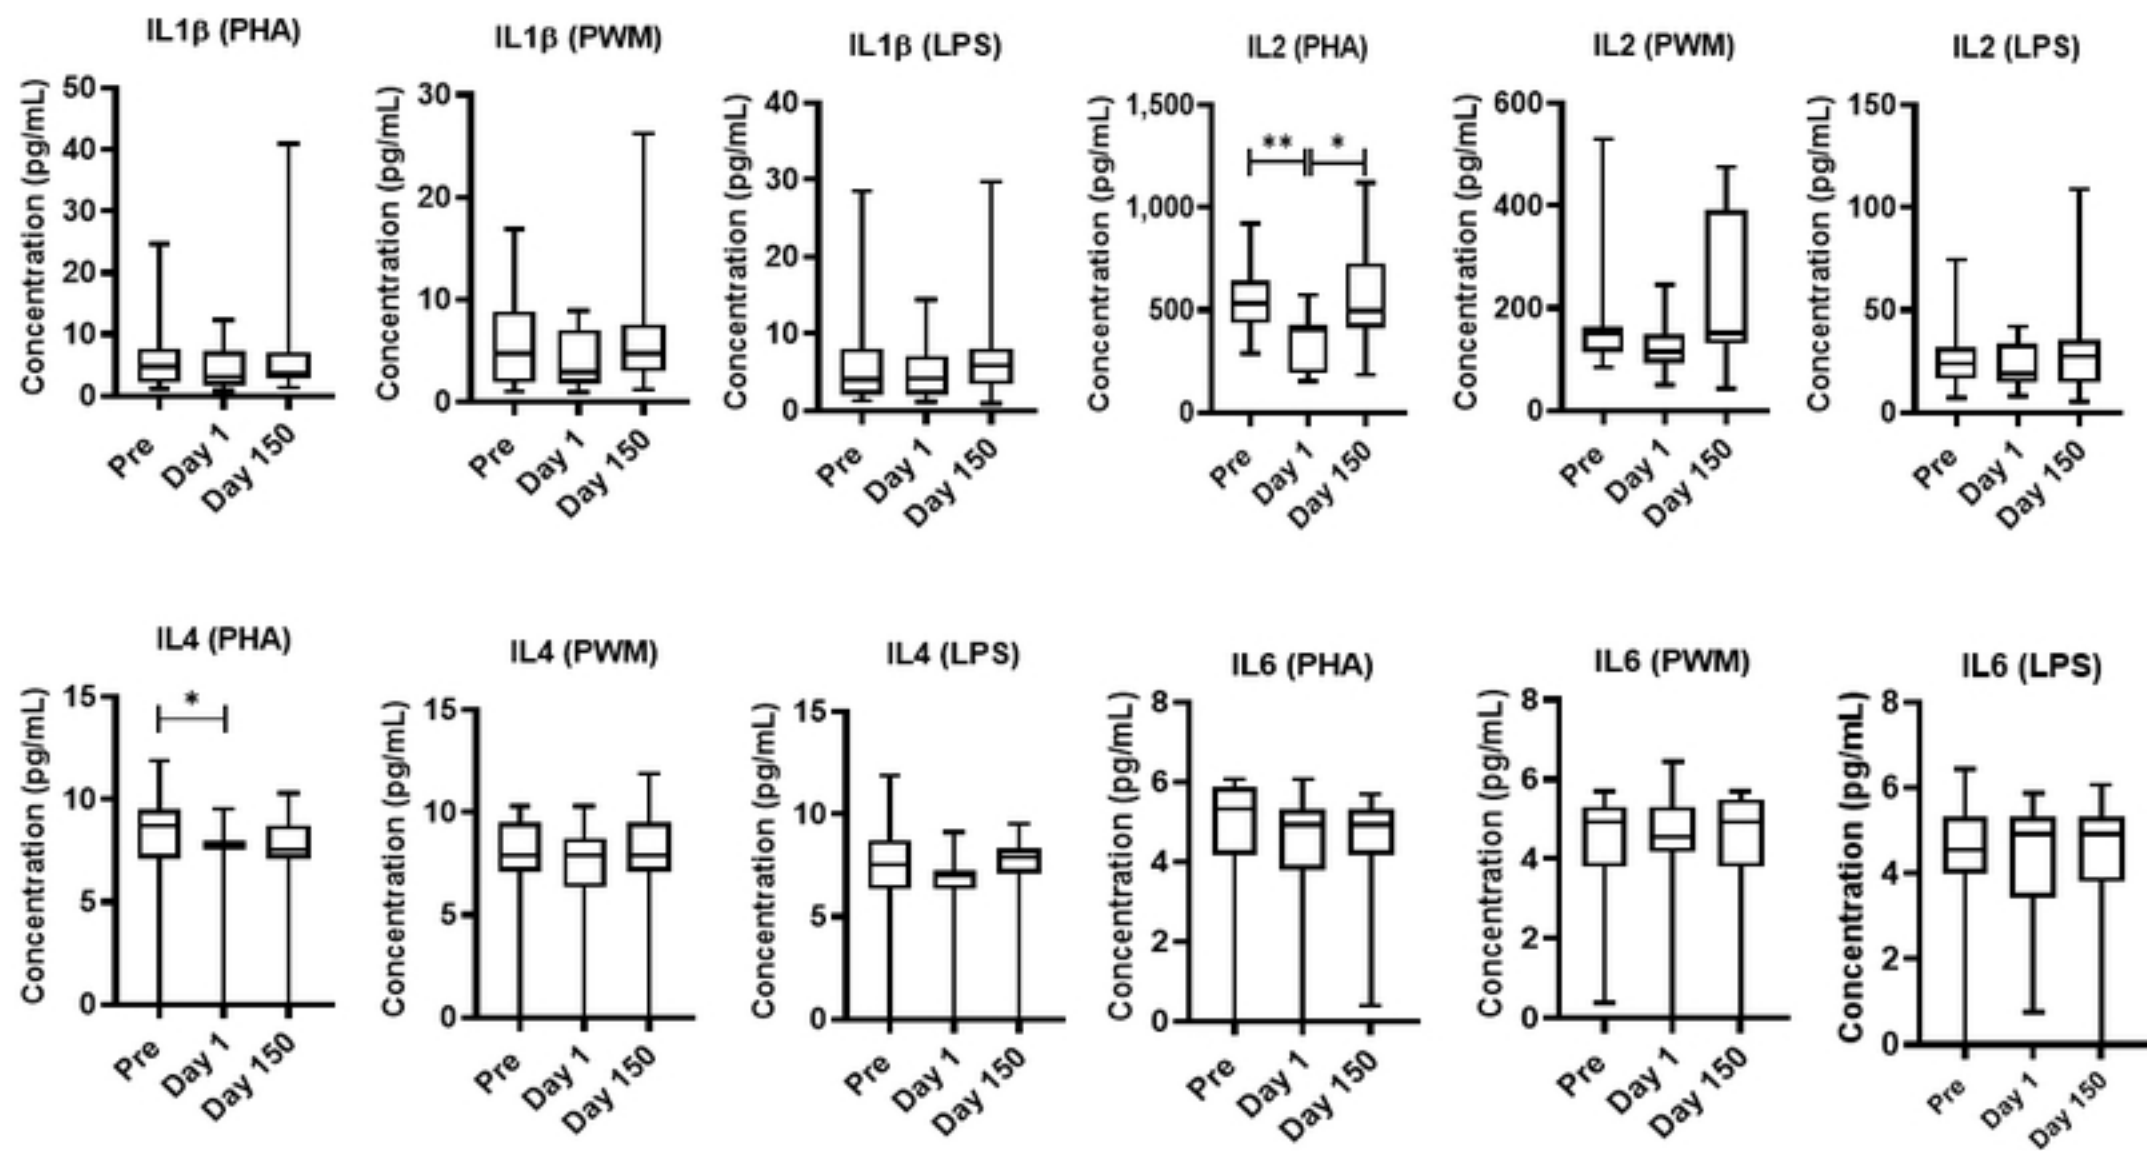 IL1β (PHA)
Concentration (pg/mL)
50
40
30
20
10
0
Pre
Day 1
Day 150
IL1β (PWM)
Concentration (pg/mL)
30
20
10
0
Pre
Day 1
Day 150
IL1β (LPS)
Concentration (pg/mL)
40
30
20
10
0
Pre
Day 1
Day 150
IL2 (PHA)
Concentration (pg/mL)
1,500
1,000
500
0
** *
Pre
Day 1
Day 150
IL2 (PWM)
Concentration (pg/mL)
600
400
200
0
Pre
Day 1
Day 150
IL2 (LPS)
Concentration (pg/mL)
150
100
50
0
Pre
Day 1
Day 150
IL4 (PHA)
Concentration (pg/mL)
15
10
5
0
*
Pre
Day 1
Day 150
IL4 (PWM)
Concentration (pg/mL)
15
10
5
0
Pre
Day 1
Day 150
IL4 (LPS)
Concentration (pg/mL)
15
10
5
0
Pre
Day 1
Day 150
IL6 (PHA)
Concentration (pg/mL)
8
6
4
2
0
Pre
Day 1
Day 150
IL6 (PWM)
Concentration (pg/mL)
8
6
4
2
0
Pre
Day 1
Day 150
IL6 (LPS)
Concentration (pg/mL)
8
6
4
2
0
Pre
Day 1
Day 150